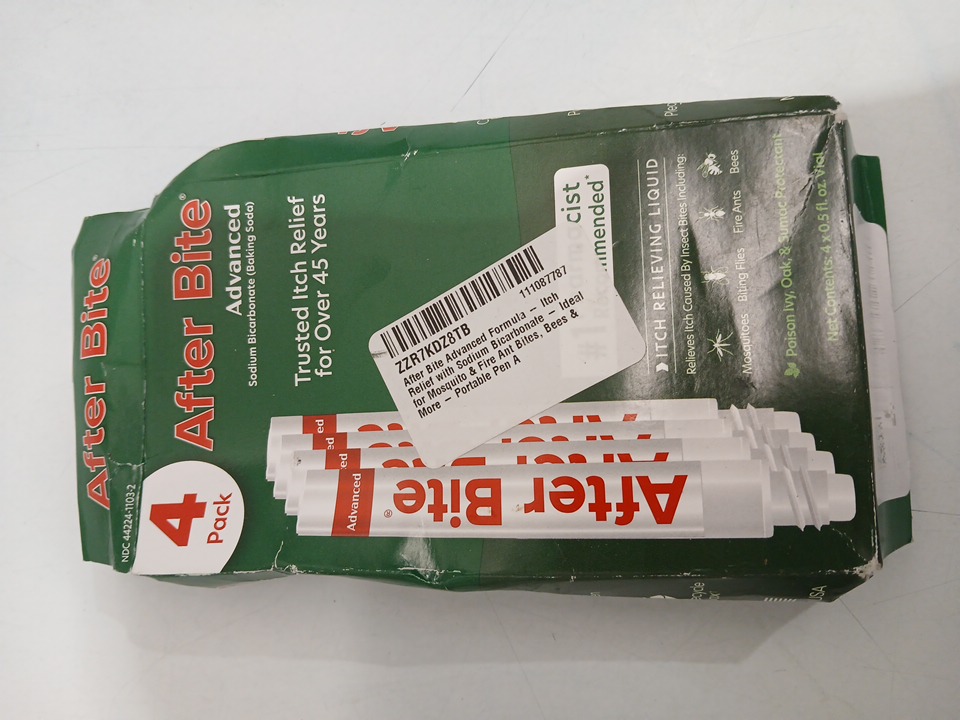 After Bite®
NDC 44224-1103-2
After Bite®
Advanced
Sodium Bicarbonate (Baking Soda)
4
Pack
Trusted Itch Relief
for Over 45 Years
cist
mmended*
ZZR7KDZ8TB
111087787
After Bite Advanced Formula – Itch
Relief with Sodium Bicarbonate – Ideal
for Mosquito & Fire Ant Bites, Bees &
More – Portable Pen A
ITCH RELIEVING LIQUID
Relieves Itch Caused By Insect Bites Including:
Mosquitoes Biting Flies Fire Ants Bees
Poison Ivy, Oak, & Sumac Protectant
Net Contents: 4 x 0.5 fl. oz. Vial
Advanced
After Bite®
USA